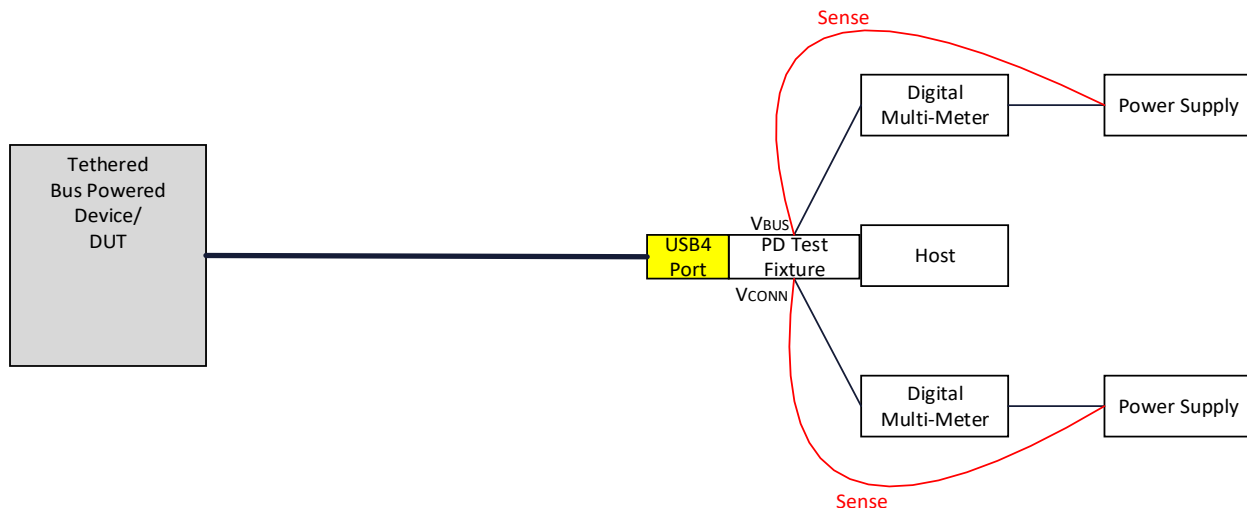 Sense
Digital
Multi-Meter
Power Supply
Tethered
Bus Powered
Device/
DUT
VBUS
USB4
Port
PD Test
Fixture
Host
VCONN
Digital
Multi-Meter
Power Supply
Sense